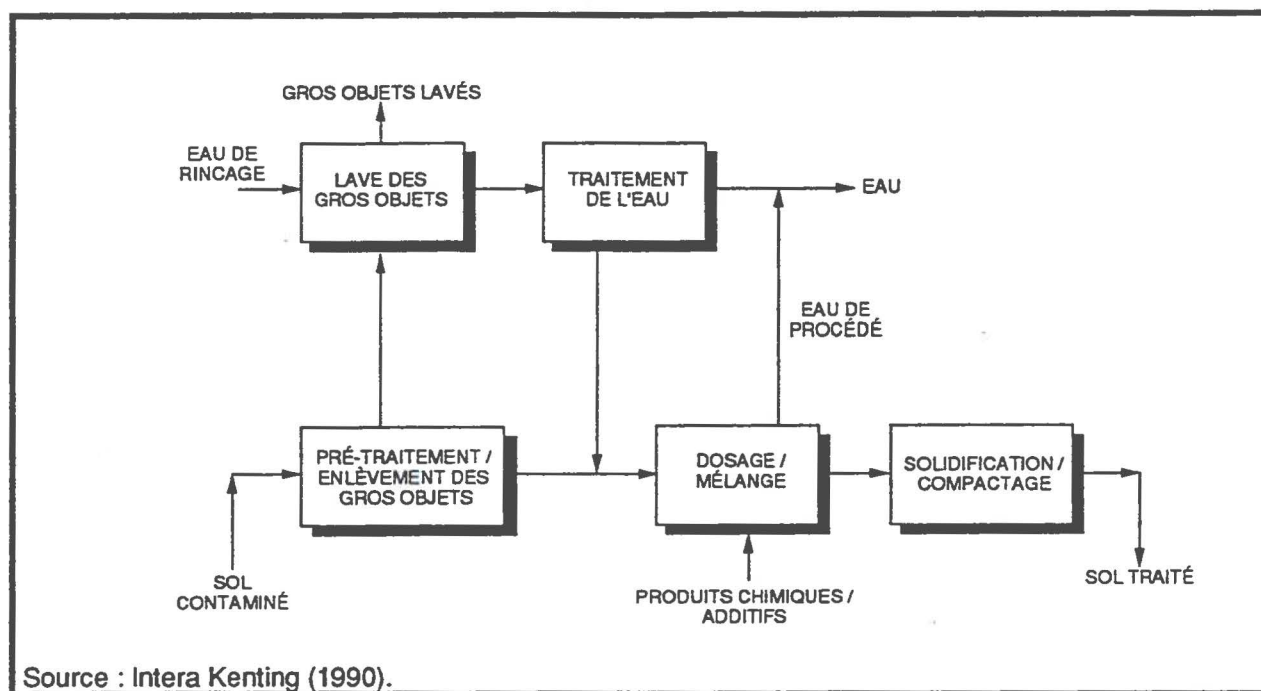 GROS OBJETS LAVÉS
EAU DE
RINCAGE
LAVE DES
GROS OBJETS
TRAITEMENT
DE L'EAU
EAU
EAU DE
PROCÉDÉ
PRÉ-TRAITEMENT /
ENLÈVEMENT DES
GROS OBJETS
DOSAGE /
MÉLANGE
SOLIDIFICATION /
COMPACTAGE
SOL
CONTAMINÉ
PRODUITS CHIMIQUES /
ADDITIFS
SOL TRAITÉ
Source : Intera Kenting (1990).